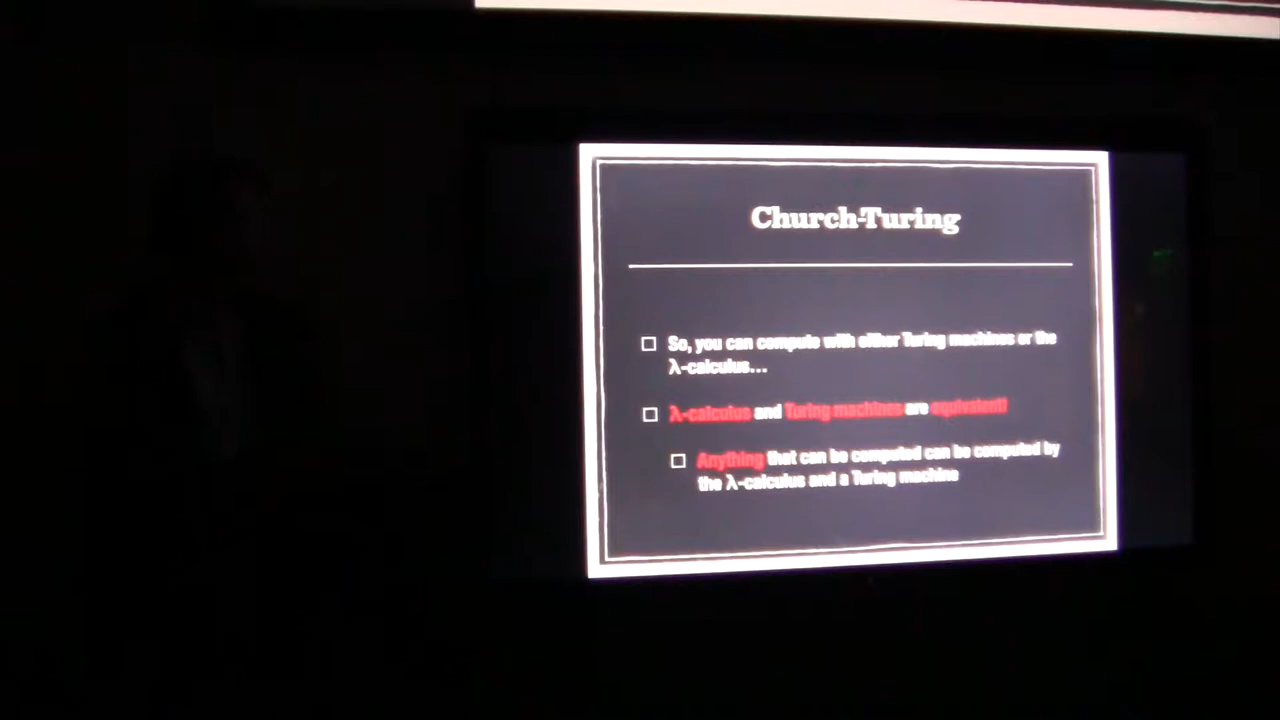 Church-Turing
So, you can compute with either Turing machines or the
λ-calculus...
λ-calculus and Turing machines are equivalent!
Anything that can be computed can be computed by
the λ-calculus and a Turing machine